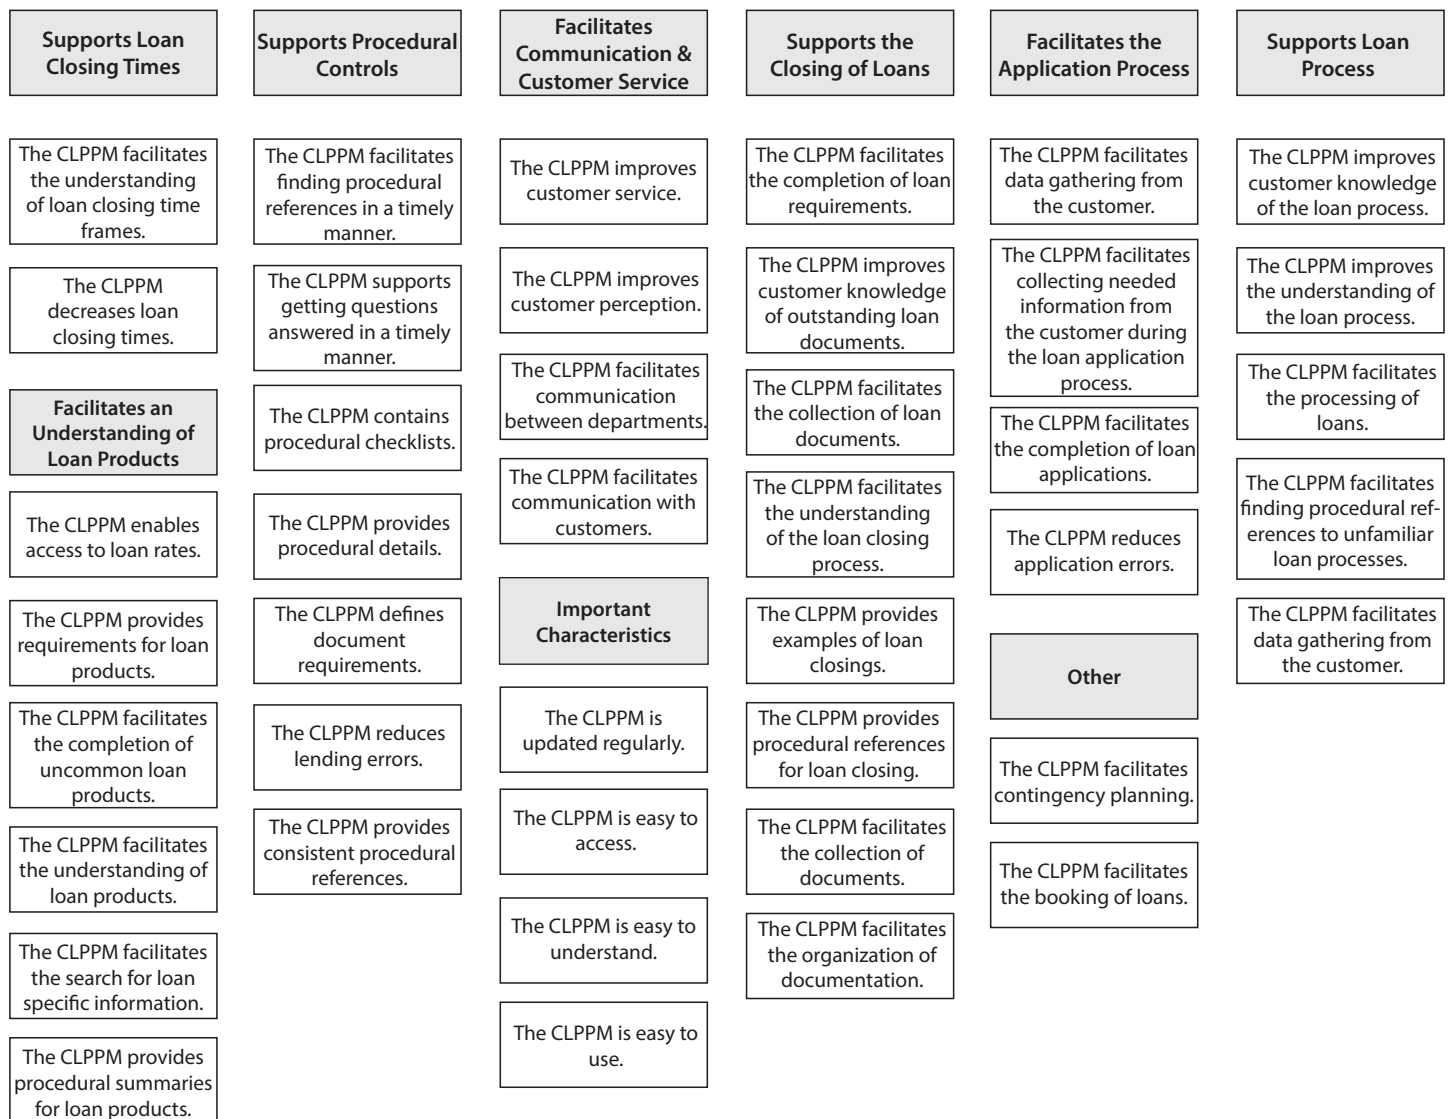 Supports Loan
Closing Times
The CLPPM facilitates
the understanding
of loan closing time
frames.
The CLPPM
decreases loan
closing times.
Facilitates an
Understanding of
Loan Products
The CLPPM enables
access to loan rates.
The CLPPM provides
requirements for loan
products.
The CLPPM facilitates
the completion of
uncommon loan
products.
The CLPPM facilitates
the understanding of
loan products.
The CLPPM facilitates
the search for loan
specific information.
The CLPPM provides
procedural summaries
for loan products.
Supports Procedural
Controls
The CLPPM facilitates
finding procedural
references in a timely
manner.
The CLPPM supports
getting questions
answered in a timely
manner.
The CLPPM contains
procedural checklists.
The CLPPM provides
procedural details.
The CLPPM defines
document
requirements.
The CLPPM reduces
lending errors.
The CLPPM provides
consistent procedural
references.
Facilitates
Communication &
Customer Service
The CLPPM improves
customer service.
The CLPPM improves
customer perception.
The CLPPM facilitates
communication
between departments.
The CLPPM facilitates
communication with
customers.
Important
Characteristics
The CLPPM is
updated regularly.
The CLPPM is easy to
access.
The CLPPM is easy to
understand.
The CLPPM is easy to
use.
Supports the
Closing of Loans
The CLPPM facilitates
the completion of loan
requirements.
The CLPPM improves
customer knowledge
of outstanding loan
documents.
The CLPPM facilitates
the collection of loan
documents.
The CLPPM facilitates
the understanding
of the loan closing
process.
The CLPPM provides
examples of loan
closings.
The CLPPM provides
procedural references
for loan closing.
The CLPPM facilitates
the collection of
documents.
The CLPPM facilitates
the organization of
documentation.
Facilitates the
Application Process
The CLPPM facilitates
data gathering from
the customer.
The CLPPM facilitates
collecting needed
information from
the customer during
the loan application
process.
The CLPPM facilitates
the completion of loan
applications.
The CLPPM reduces
application errors.
Other
The CLPPM facilitates
contingency planning.
The CLPPM facilitates
the booking of loans.
Supports Loan
Process
The CLPPM improves
customer knowledge
of the loan process.
The CLPPM improves
the understanding of
the loan process.
The CLPPM facilitates
the processing of
loans.
The CLPPM facilitates
finding procedural ref-
erences to unfamiliar
loan processes.
The CLPPM facilitates
data gathering from
the customer.